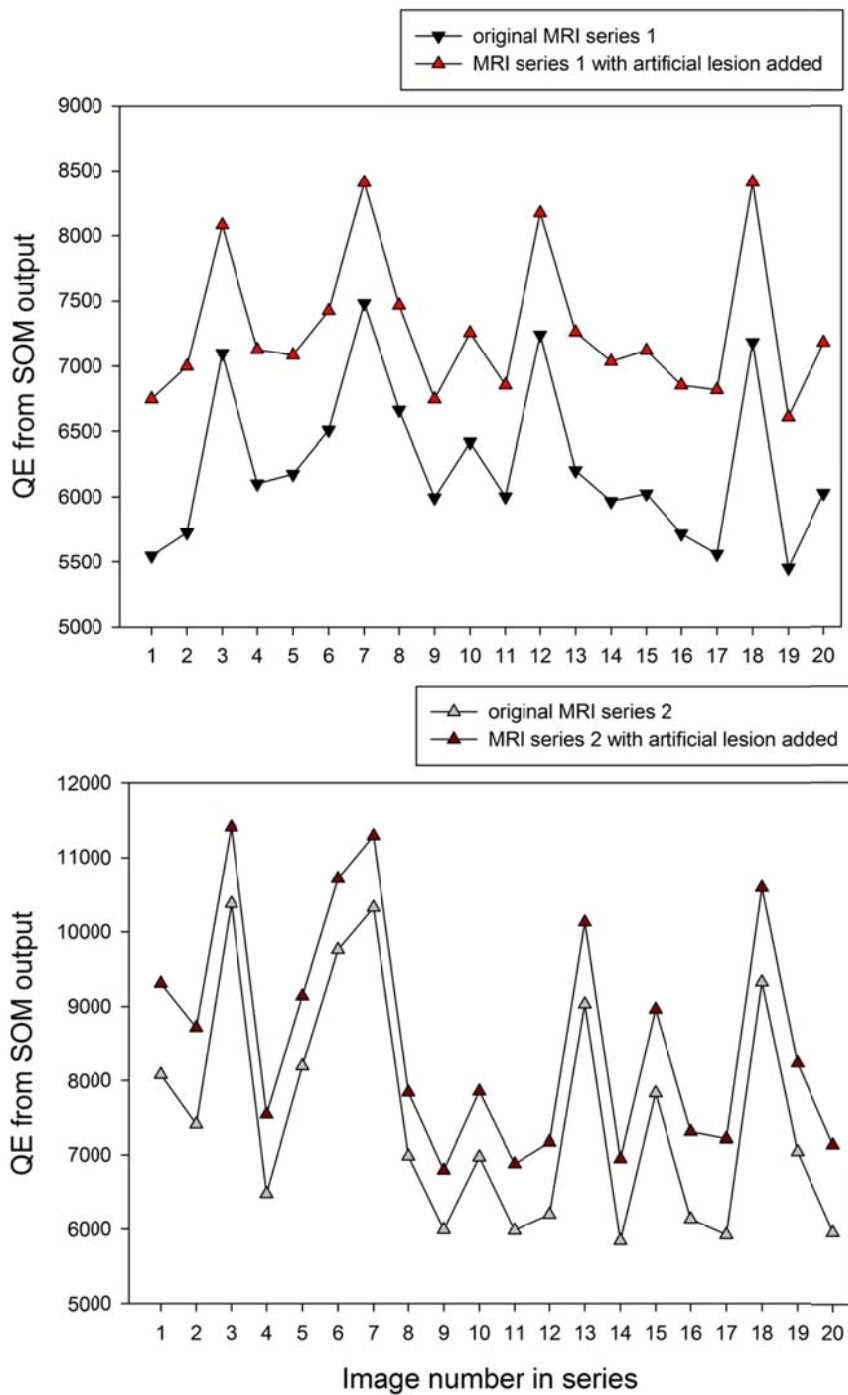 original MRI series 1
MRI series 1 with artificial lesion added
9000
8500
8000
7500
7000
6500
6000
5500
5000
QE from SOM output
1 2 3 4 5 6 7 8 9 10 11 12 13 14 15 16 17 18 19 20
original MRI series 2
MRI series 2 with artificial lesion added
12000
11000
10000
9000
8000
7000
6000
5000
QE from SOM output
1 2 3 4 5 6 7 8 9 10 11 12 13 14 15 16 17 18 19 20
Image number in series